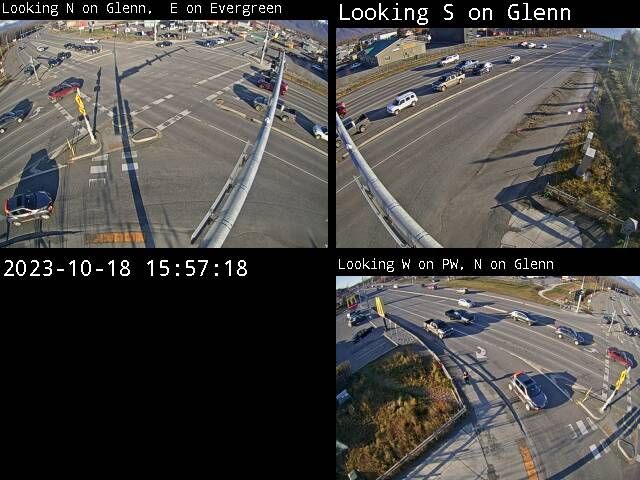 Looking N on Glenn, E on Evergreen
Looking S on Glenn
2023-10-18 15:57:18
Looking W on PW, N on Glenn